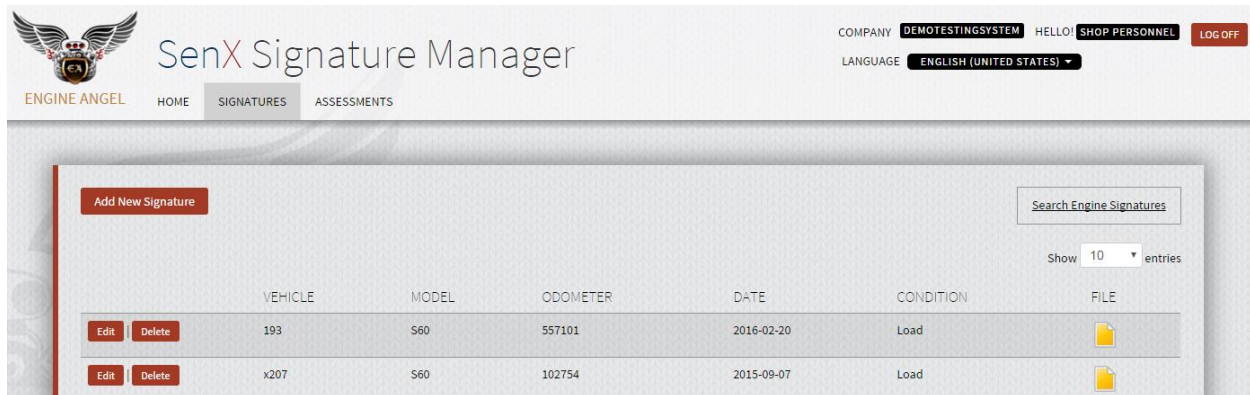 COMPANY DEMOTESTINGSYSTEM HELLO! SHOP PERSONNEL LOG OFF
SenX Signature Manager
LANGUAGE ENGLISH (UNITED STATES)
EX
ENGINE ANGEL HOME SIGNATURES ASSESSMENTS
Add New Signature Search Engine Signatures
Show 10 entries
VEHICLE MODEL ODOMETER DATE CONDITION FILE
Edit | Delete 193 S60 557101 2016-02-20 Load
Edit | Delete x207 S60 102754 2015-09-07 Load